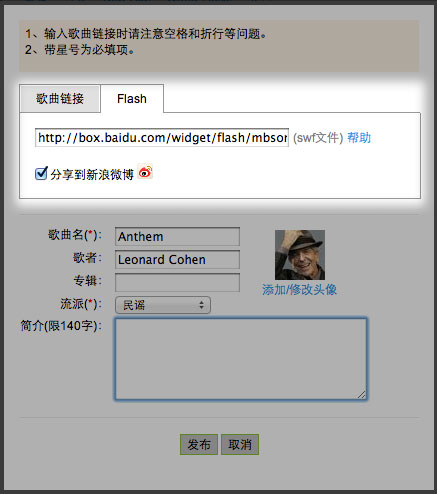 1、输入歌曲链接时请注意空格和折行等问题。
2、带星号为必填项。
歌曲链接 Flash
http://box.baidu.com/widget/flash/mbsor (swf文件) 帮助
分享到新浪微博
歌曲名(*): Anthem
歌者: Leonard Cohen
专辑:
添加/修改头像
流派(*): 民谣
简介(限140字):
发布 取消